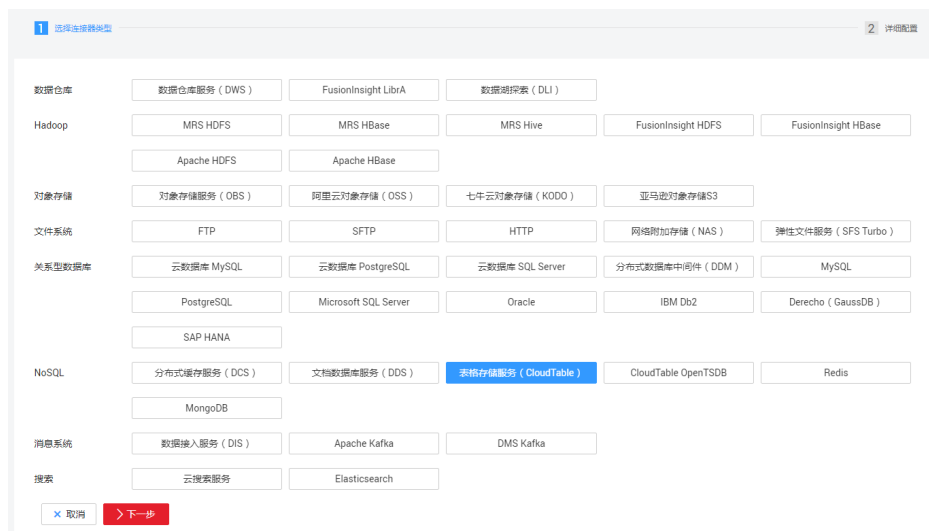 1 选择连接器类型 2 详细配置
数据仓库 数据仓库服务（DWS） FusionInsight LibrA 数据湖探索（DLI）
Hadoop MRS HDFS MRS HBase MRS Hive FusionInsight HDFS FusionInsight HBase
Apache HDFS Apache HBase
对象存储 对象存储服务（OBS） 阿里云对象存储（OSS） 七牛云对象存储（KODO） 亚马逊对象存储S3
文件系统 FTP SFTP HTTP 网络附加存储（NAS） 弹性文件服务（SFS Turbo）
关系型数据库 云数据库 MySQL 云数据库 PostgreSQL 云数据库 SQL Server 分布式数据库中间件（DDM） MySQL
PostgreSQL Microsoft SQL Server Oracle IBM Db2 Derecho（GaussDB）
SAP HANA
NoSQL 分布式缓存服务（DCS） 文档数据库服务（DDS） 表格存储服务（CloudTable） CloudTable OpenTSDB Redis
MongoDB
消息系统 数据接入服务（DIS） Apache Kafka DMS Kafka
搜索 云搜索服务 Elasticsearch
取消 下一步